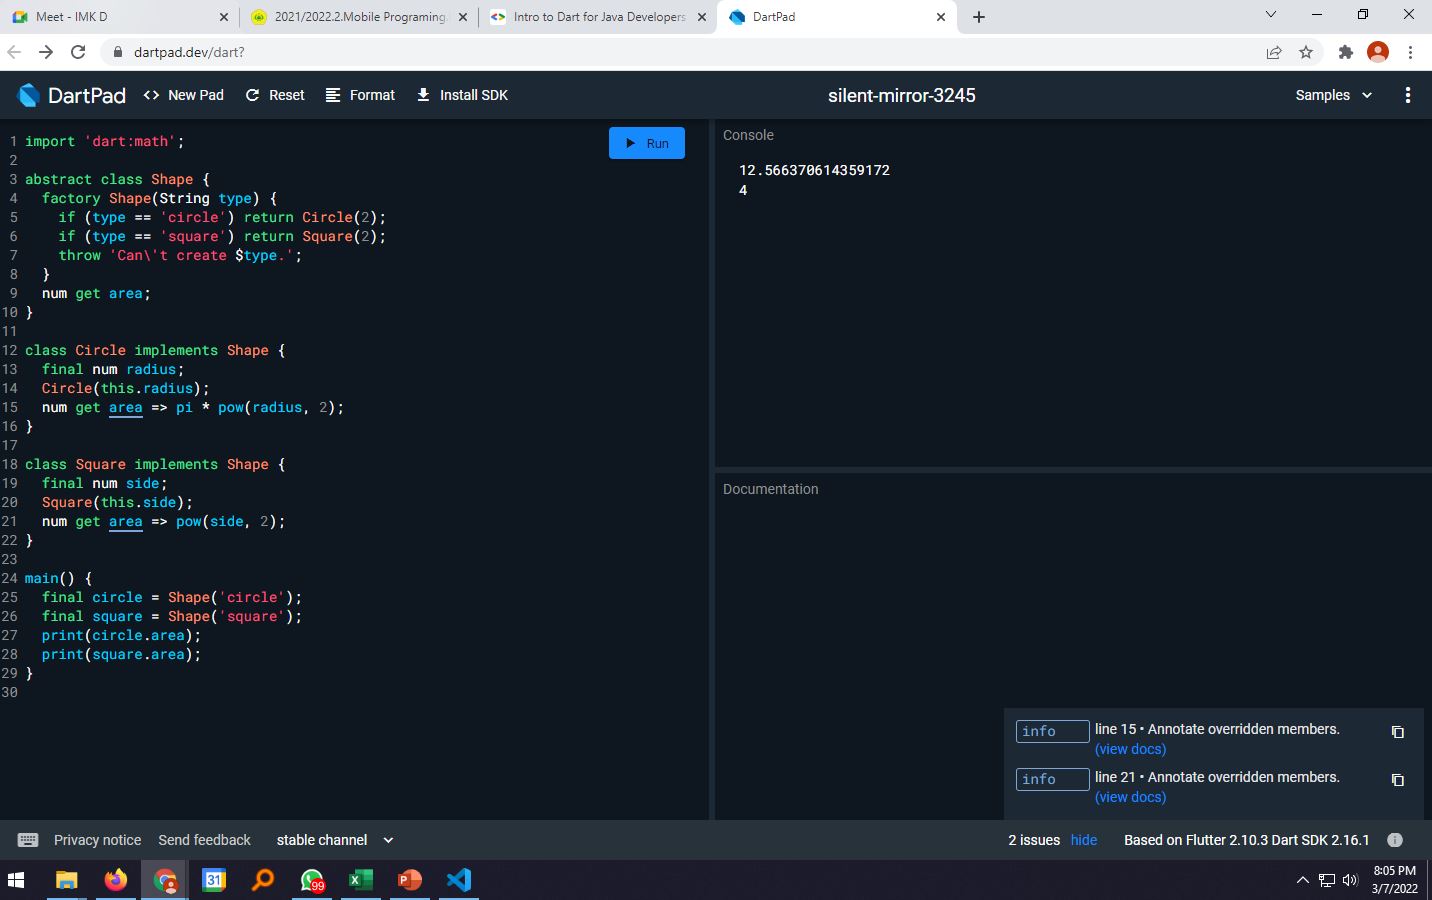 Meet - IMK D
2021/2022.2.Mobile Programing.
Intro to Dart for Java Developers
DartPad
dartpad.dev/dart?
DartPad
<> New Pad
Reset
Format
Install SDK
silent-mirror-3245
Samples
1 import 'dart:math';
2
3 abstract class Shape {
4   factory Shape(String type) {
5     if (type == 'circle') return Circle(2);
6     if (type == 'square') return Square(2);
7     throw 'Can\'t create $type.';
8   }
9   num get area;
10 }
11
12 class Circle implements Shape {
13   final num radius;
14   Circle(this.radius);
15   num get area => pi * pow(radius, 2);
16 }
17
18 class Square implements Shape {
19   final num side;
20   Square(this.side);
21   num get area => pow(side, 2);
22 }
23
24 main() {
25   final circle = Shape('circle');
26   final square = Shape('square');
27   print(circle.area);
28   print(square.area);
29 }
30
Run
Console
12.566370614359172
4
Documentation
info line 15 • Annotate overridden members.
(view docs)
info line 21 • Annotate overridden members.
(view docs)
Privacy notice
Send feedback
stable channel
2 issues hide
Based on Flutter 2.10.3 Dart SDK 2.16.1
31
99
8:05 PM
3/7/2022